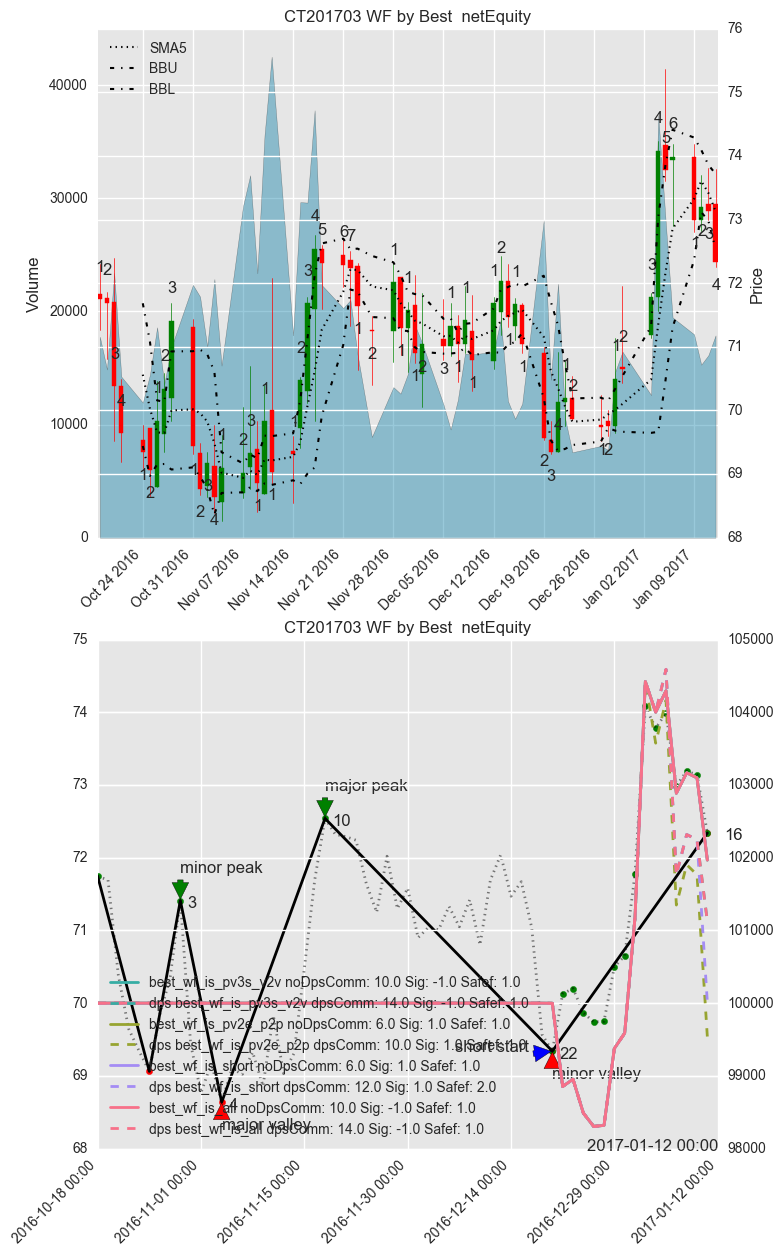 CT201703 WF by Best  netEquity
SMA5
BBU
BBL
Volume
Price
40000
30000
20000
10000
0
76
75
74
73
72
71
70
69
68
Oct 24 2016
Oct 31 2016
Nov 07 2016
Nov 14 2016
Nov 21 2016
Nov 28 2016
Dec 05 2016
Dec 12 2016
Dec 19 2016
Dec 26 2016
Jan 02 2017
Jan 09 2017
CT201703 WF by Best  netEquity
75
74
73
72
71
70
69
68
105000
104000
103000
102000
101000
100000
99000
98000
major peak
10
minor peak
3
16
best_wf_is_pv3s_v2v noDpsComm: 10.0 Sig: -1.0 Safef: 1.0
dps best_wf_is_pv3s_v2v dpsComm: 14.0 Sig: -1.0 Safef: 1.0
best_wf_is_pv2e_p2p noDpsComm: 6.0 Sig: 1.0 Safef: 1.0
dps best_wf_is_pv2e_p2p dpsComm: 10.0 Sig: 1.0 Safef: 1.0
short start
22
best_wf_is_short noDpsComm: 6.0 Sig: 1.0 Safef: 1.0
minor valley
dps best_wf_is_short dpsComm: 12.0 Sig: 1.0 Safef: 2.0
best_wf_is_all noDpsComm: 10.0 Sig: -1.0 Safef: 1.0
4
major valley
dps best_wf_is_all dpsComm: 14.0 Sig: -1.0 Safef: 1.0
2017-01-12 00:00
2016-10-18 00:00
2016-11-01 00:00
2016-11-15 00:00
2016-11-30 00:00
2016-12-14 00:00
2016-12-29 00:00
2017-01-12 00:00